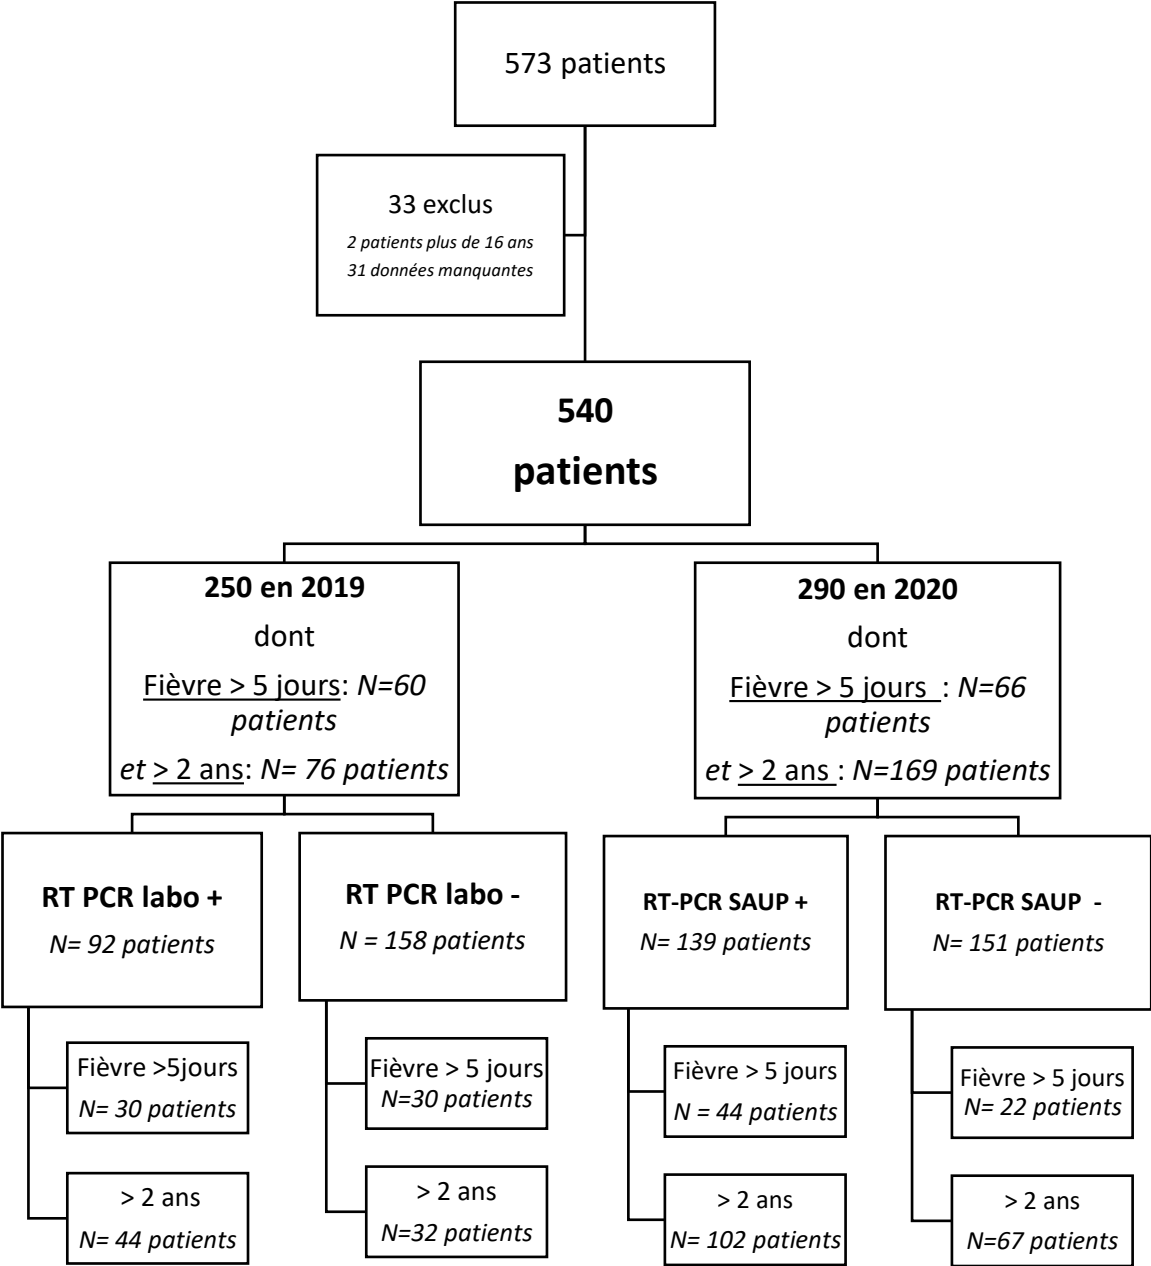 573 patients
33 exclus
2 patients plus de 16 ans
31 données manquantes
540
patients
250 en 2019
dont
Fièvre > 5 jours: N=60
patients
et > 2 ans: N= 76 patients
290 en 2020
dont
Fièvre > 5 jours : N=66
patients
et > 2 ans : N=169 patients
RT PCR labo +
N= 92 patients
RT PCR labo -
N = 158 patients
RT-PCR SAUP +
N= 139 patients
RT-PCR SAUP -
N= 151 patients
Fièvre >5jours
N= 30 patients
Fièvre > 5 jours
N=30 patients
Fièvre > 5 jours
N = 44 patients
Fièvre > 5 jours
N= 22 patients
> 2 ans
N= 44 patients
> 2 ans
N=32 patients
> 2 ans
N= 102 patients
> 2 ans
N=67 patients